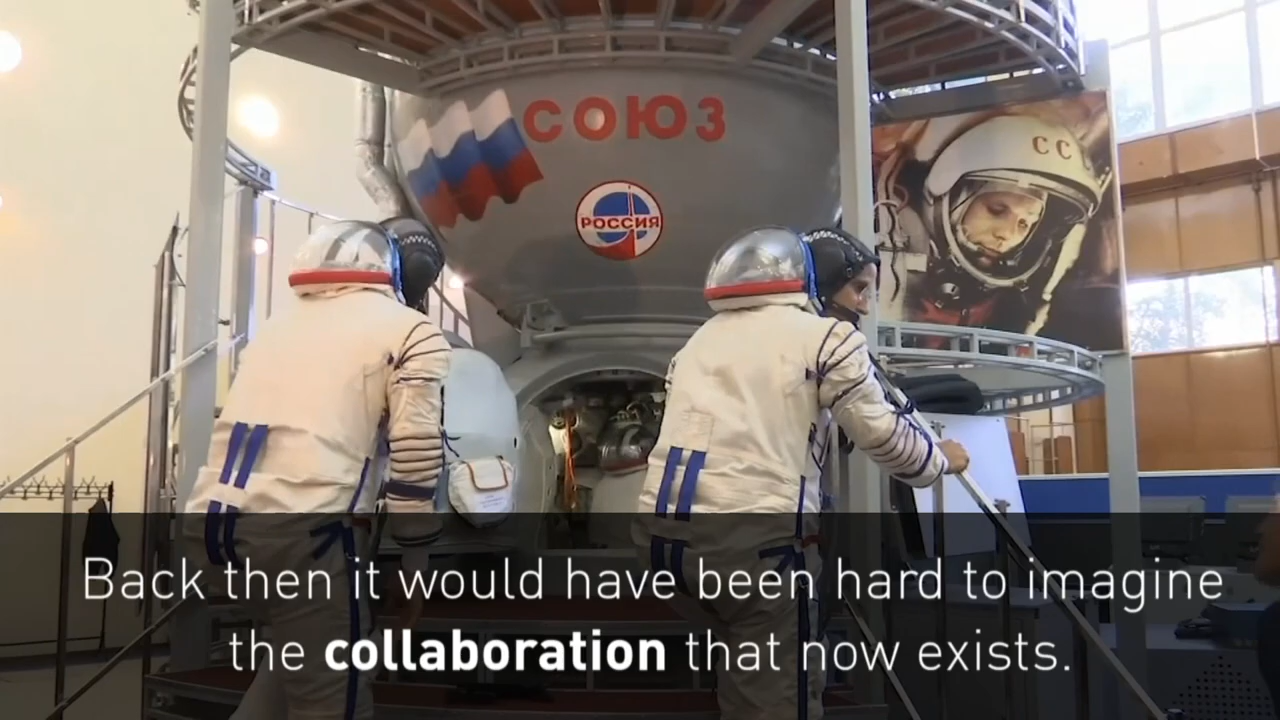 СОЮЗ
РОССИЯ
СС
Back then it would have been hard to imagine
the collaboration that now exists.